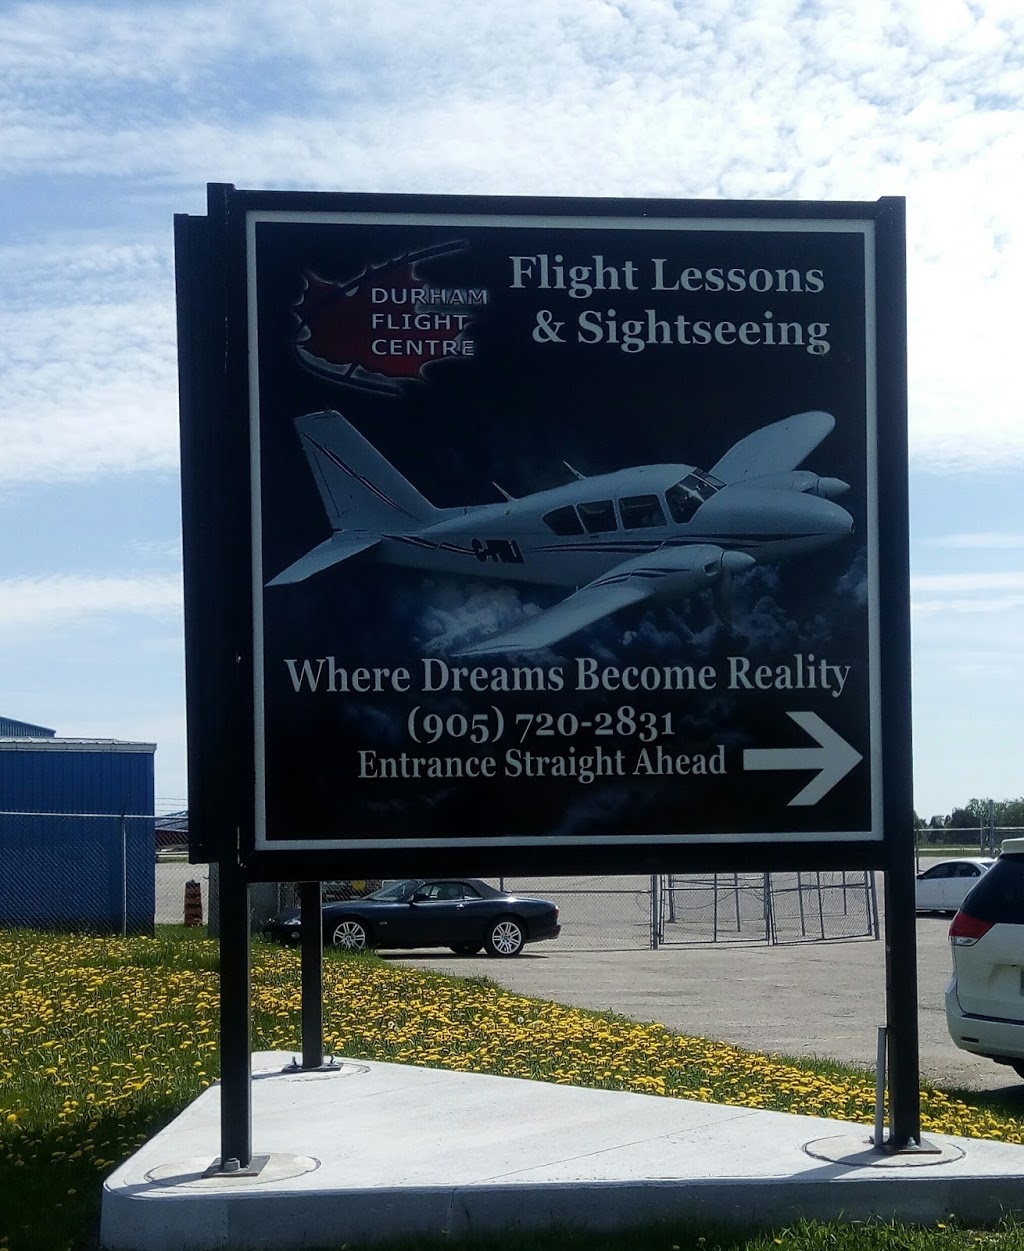 DURHAM
FLIGHT
CENTRE
Flight Lessons
& Sightseeing
Where Dreams Become Reality
(905) 720-2831
Entrance Straight Ahead